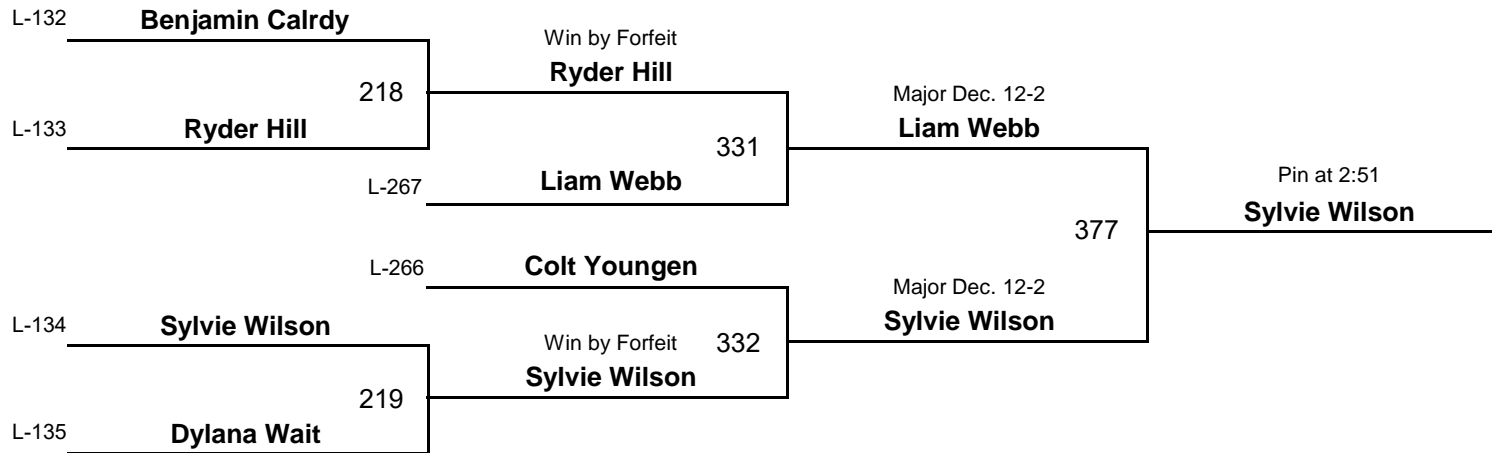 L-132
Benjamin Calrdy
Win by Forfeit
Ryder Hill
218
Major Dec. 12-2
Liam Webb
L-133
Ryder Hill
331
L-267
Liam Webb
Pin at 2:51
Sylvie Wilson
377
L-266
Colt Youngen
Major Dec. 12-2
Sylvie Wilson
L-134
Sylvie Wilson
Win by Forfeit
332
Sylvie Wilson
219
L-135
Dylana Wait